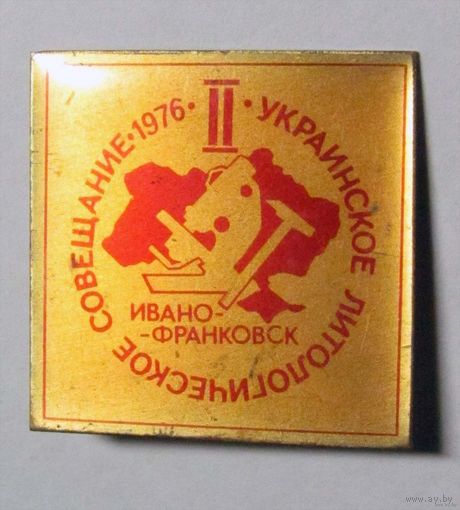 II
· УКРАИНСКОЕ ЛИТОЛОГИЧЕСКОЕ СОВЕЩАНИЕ · 1976 ·
ИВАНО-
-ФРАНКОВСК
www.ay.by